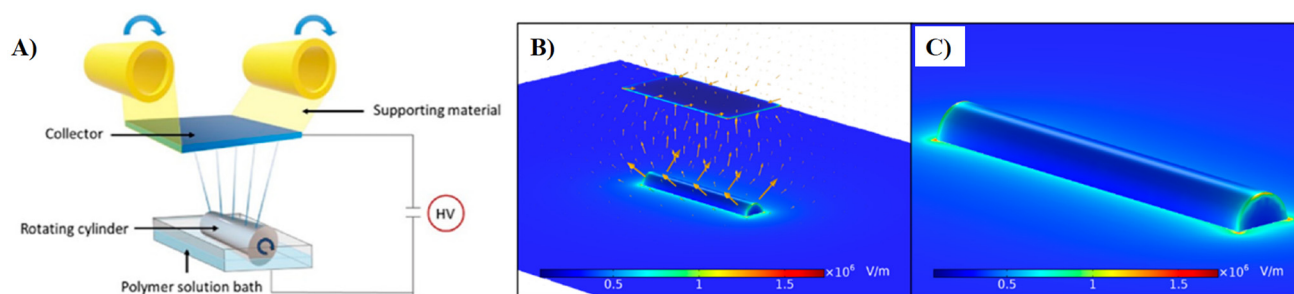 A)
Supporting material
Collector
HV
Rotating cylinder
Polymer solution bath
B)
0.5 1 1.5 ×10⁶ V/m
C)
0.5 1 1.5 ×10⁶ V/m